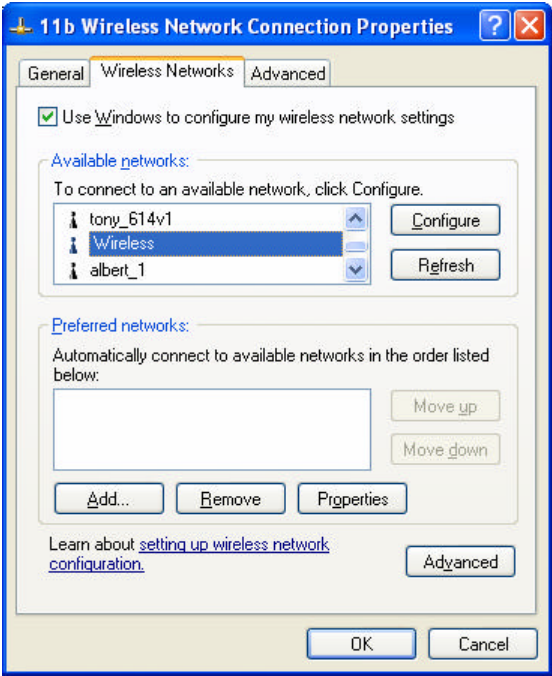 11b Wireless Network Connection Properties
General Wireless Networks Advanced
Use Windows to configure my wireless network settings
Available networks:
To connect to an available network, click Configure.
tony_614v1
Wireless
albert_1
Configure
Refresh
Preferred networks:
Automatically connect to available networks in the order listed
below:
Move up
Move down
Add... Remove Properties
Learn about setting up wireless network
configuration.
Advanced
OK Cancel